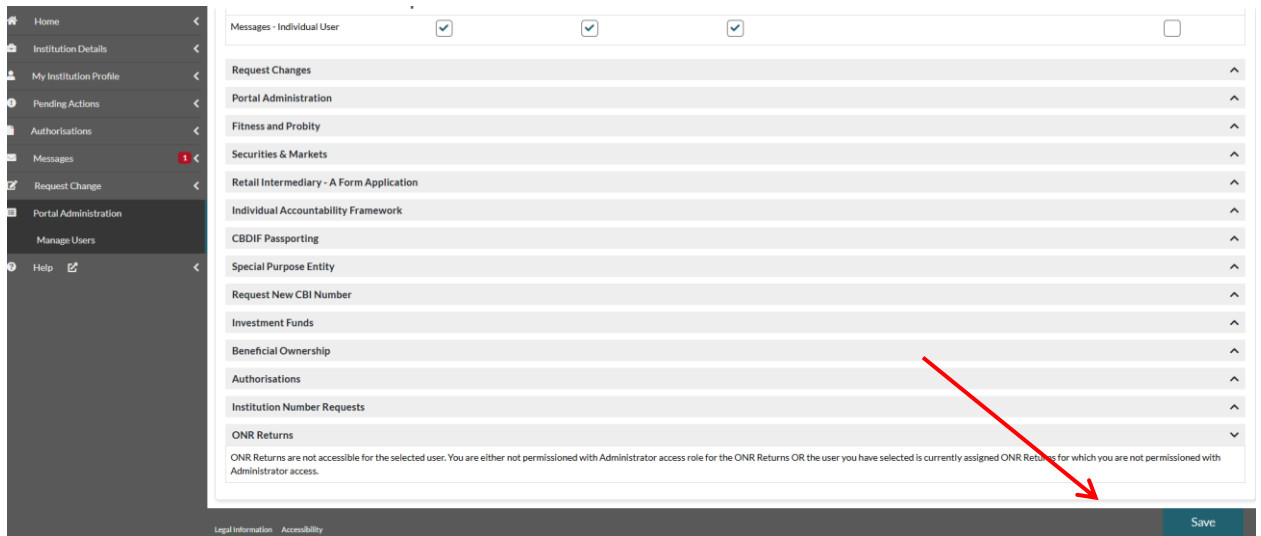 Home
Institution Details
My Institution Profile
Pending Actions
Authorisations
Messages 1
Request Change
Portal Administration
Manage Users
Help
Messages - Individual User
Request Changes
Portal Administration
Fitness and Probity
Securities & Markets
Retail Intermediary - A Form Application
Individual Accountability Framework
CBDIF Passporting
Special Purpose Entity
Request New CBI Number
Investment Funds
Beneficial Ownership
Authorisations
Institution Number Requests
ONR Returns
ONR Returns are not accessible for the selected user. You are either not permissioned with Administrator access role for the ONR Returns OR the user you have selected is currently assigned ONR Returns for which you are not permissioned with
Administrator access.
Legal Information Accessibility
Save